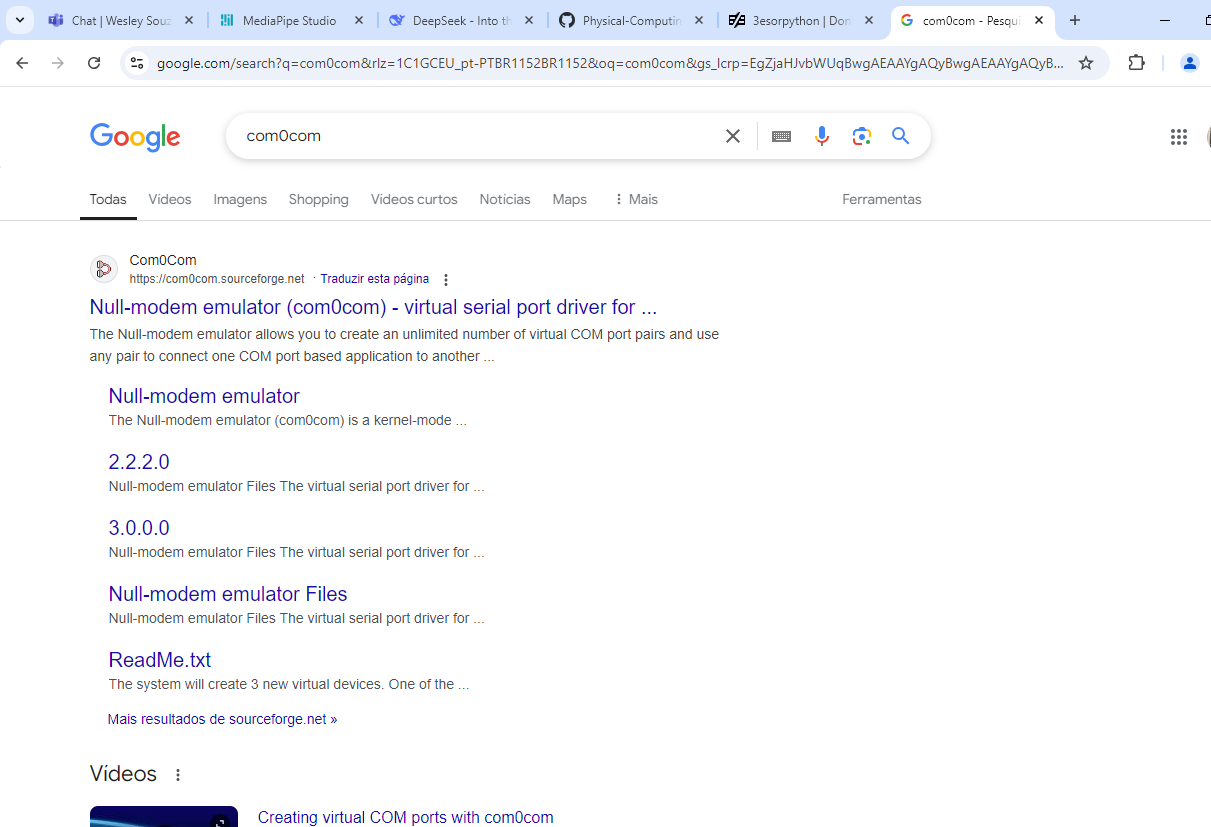 Chat | Wesley Souz
MediaPipe Studio
DeepSeek - Into th
Physical-Computin
3esorpython | Don
com0com - Pesqui
google.com/search?q=com0com&rlz=1C1GCEU_pt-PTBR1152BR1152&oq=com0com&gs_lcrp=EgZjaHJvbWUqBwgAEAAYgAQyBwgAEAAYgAQyB...
Google
com0com
Todas
Vídeos
Imagens
Shopping
Vídeos curtos
Notícias
Maps
Mais
Ferramentas
Com0Com
https://com0com.sourceforge.net · Traduzir esta página
Null-modem emulator (com0com) - virtual serial port driver for ...
The Null-modem emulator allows you to create an unlimited number of virtual COM port pairs and use
any pair to connect one COM port based application to another ...
Null-modem emulator
The Null-modem emulator (com0com) is a kernel-mode ...
2.2.2.0
Null-modem emulator Files The virtual serial port driver for ...
3.0.0.0
Null-modem emulator Files The virtual serial port driver for ...
Null-modem emulator Files
Null-modem emulator Files The virtual serial port driver for ...
ReadMe.txt
The system will create 3 new virtual devices. One of the ...
Mais resultados de sourceforge.net »
Vídeos
Creating virtual COM ports with com0com